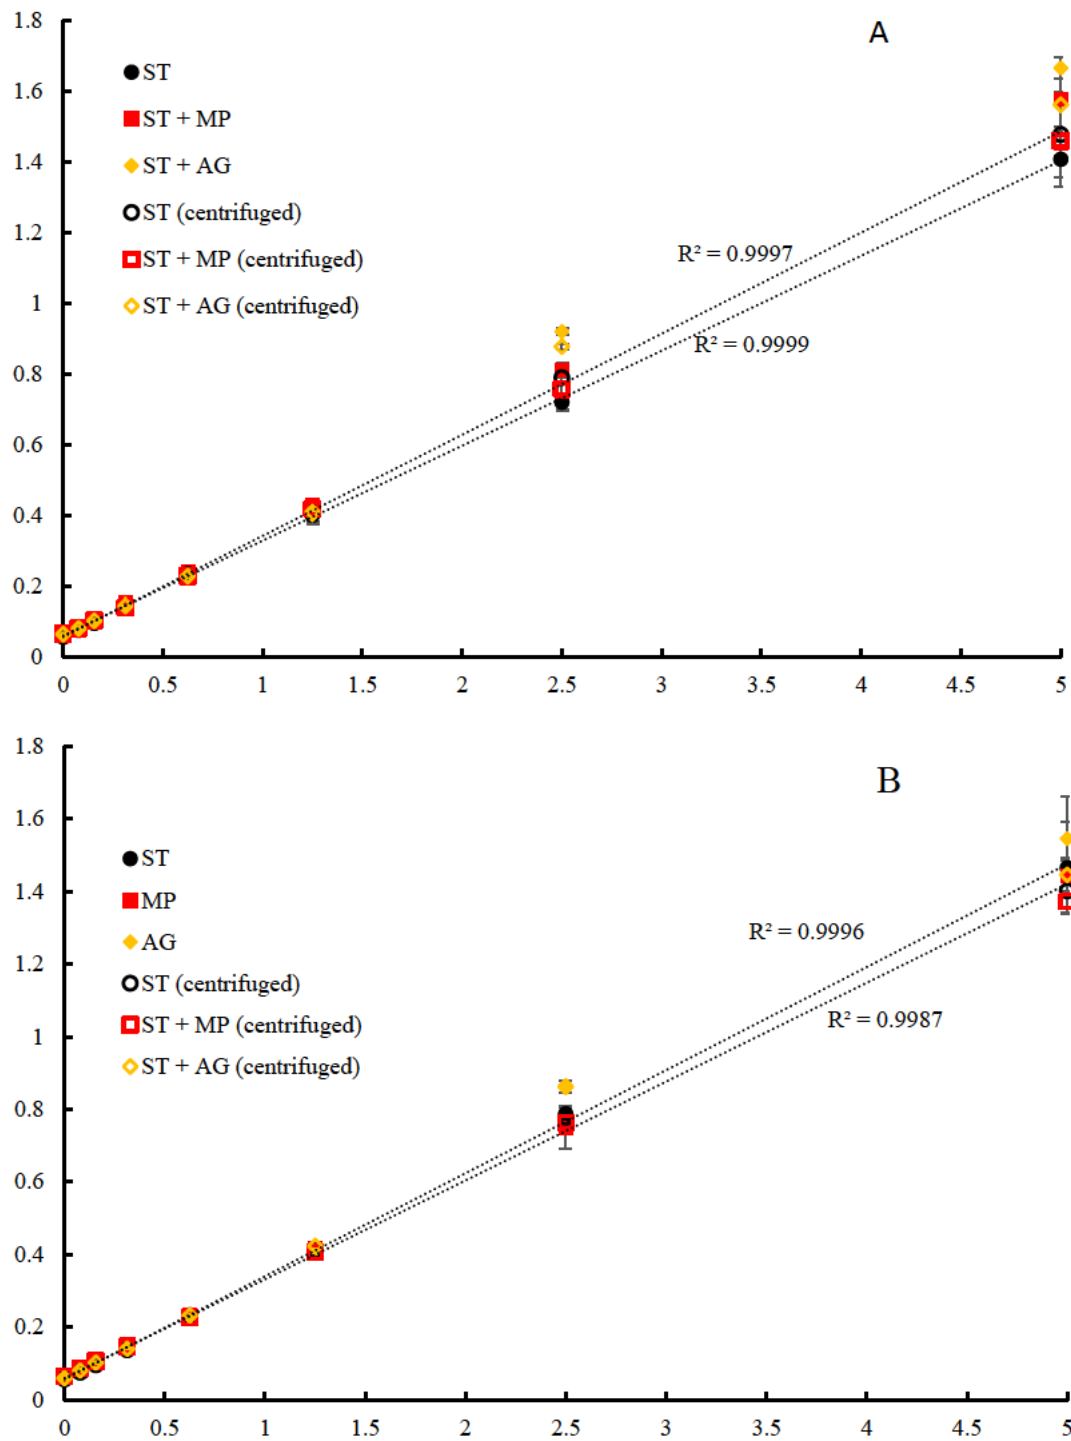 1.8
A
ST
1.6
ST + MP
1.4
ST + AG
1.2
ST (centrifuged)
R² = 0.9997
ST + MP (centrifuged)
1
ST + AG (centrifuged)
R² = 0.9999
0.8
0.6
0.4
0.2
0
0 0.5 1 1.5 2 2.5 3 3.5 4 4.5 5
1.8
B
1.6
ST
1.4
MP
AG
R² = 0.9996
1.2
ST (centrifuged)
ST + MP (centrifuged)
R² = 0.9987
1
ST + AG (centrifuged)
0.8
0.6
0.4
0.2
0
0 0.5 1 1.5 2 2.5 3 3.5 4 4.5 5